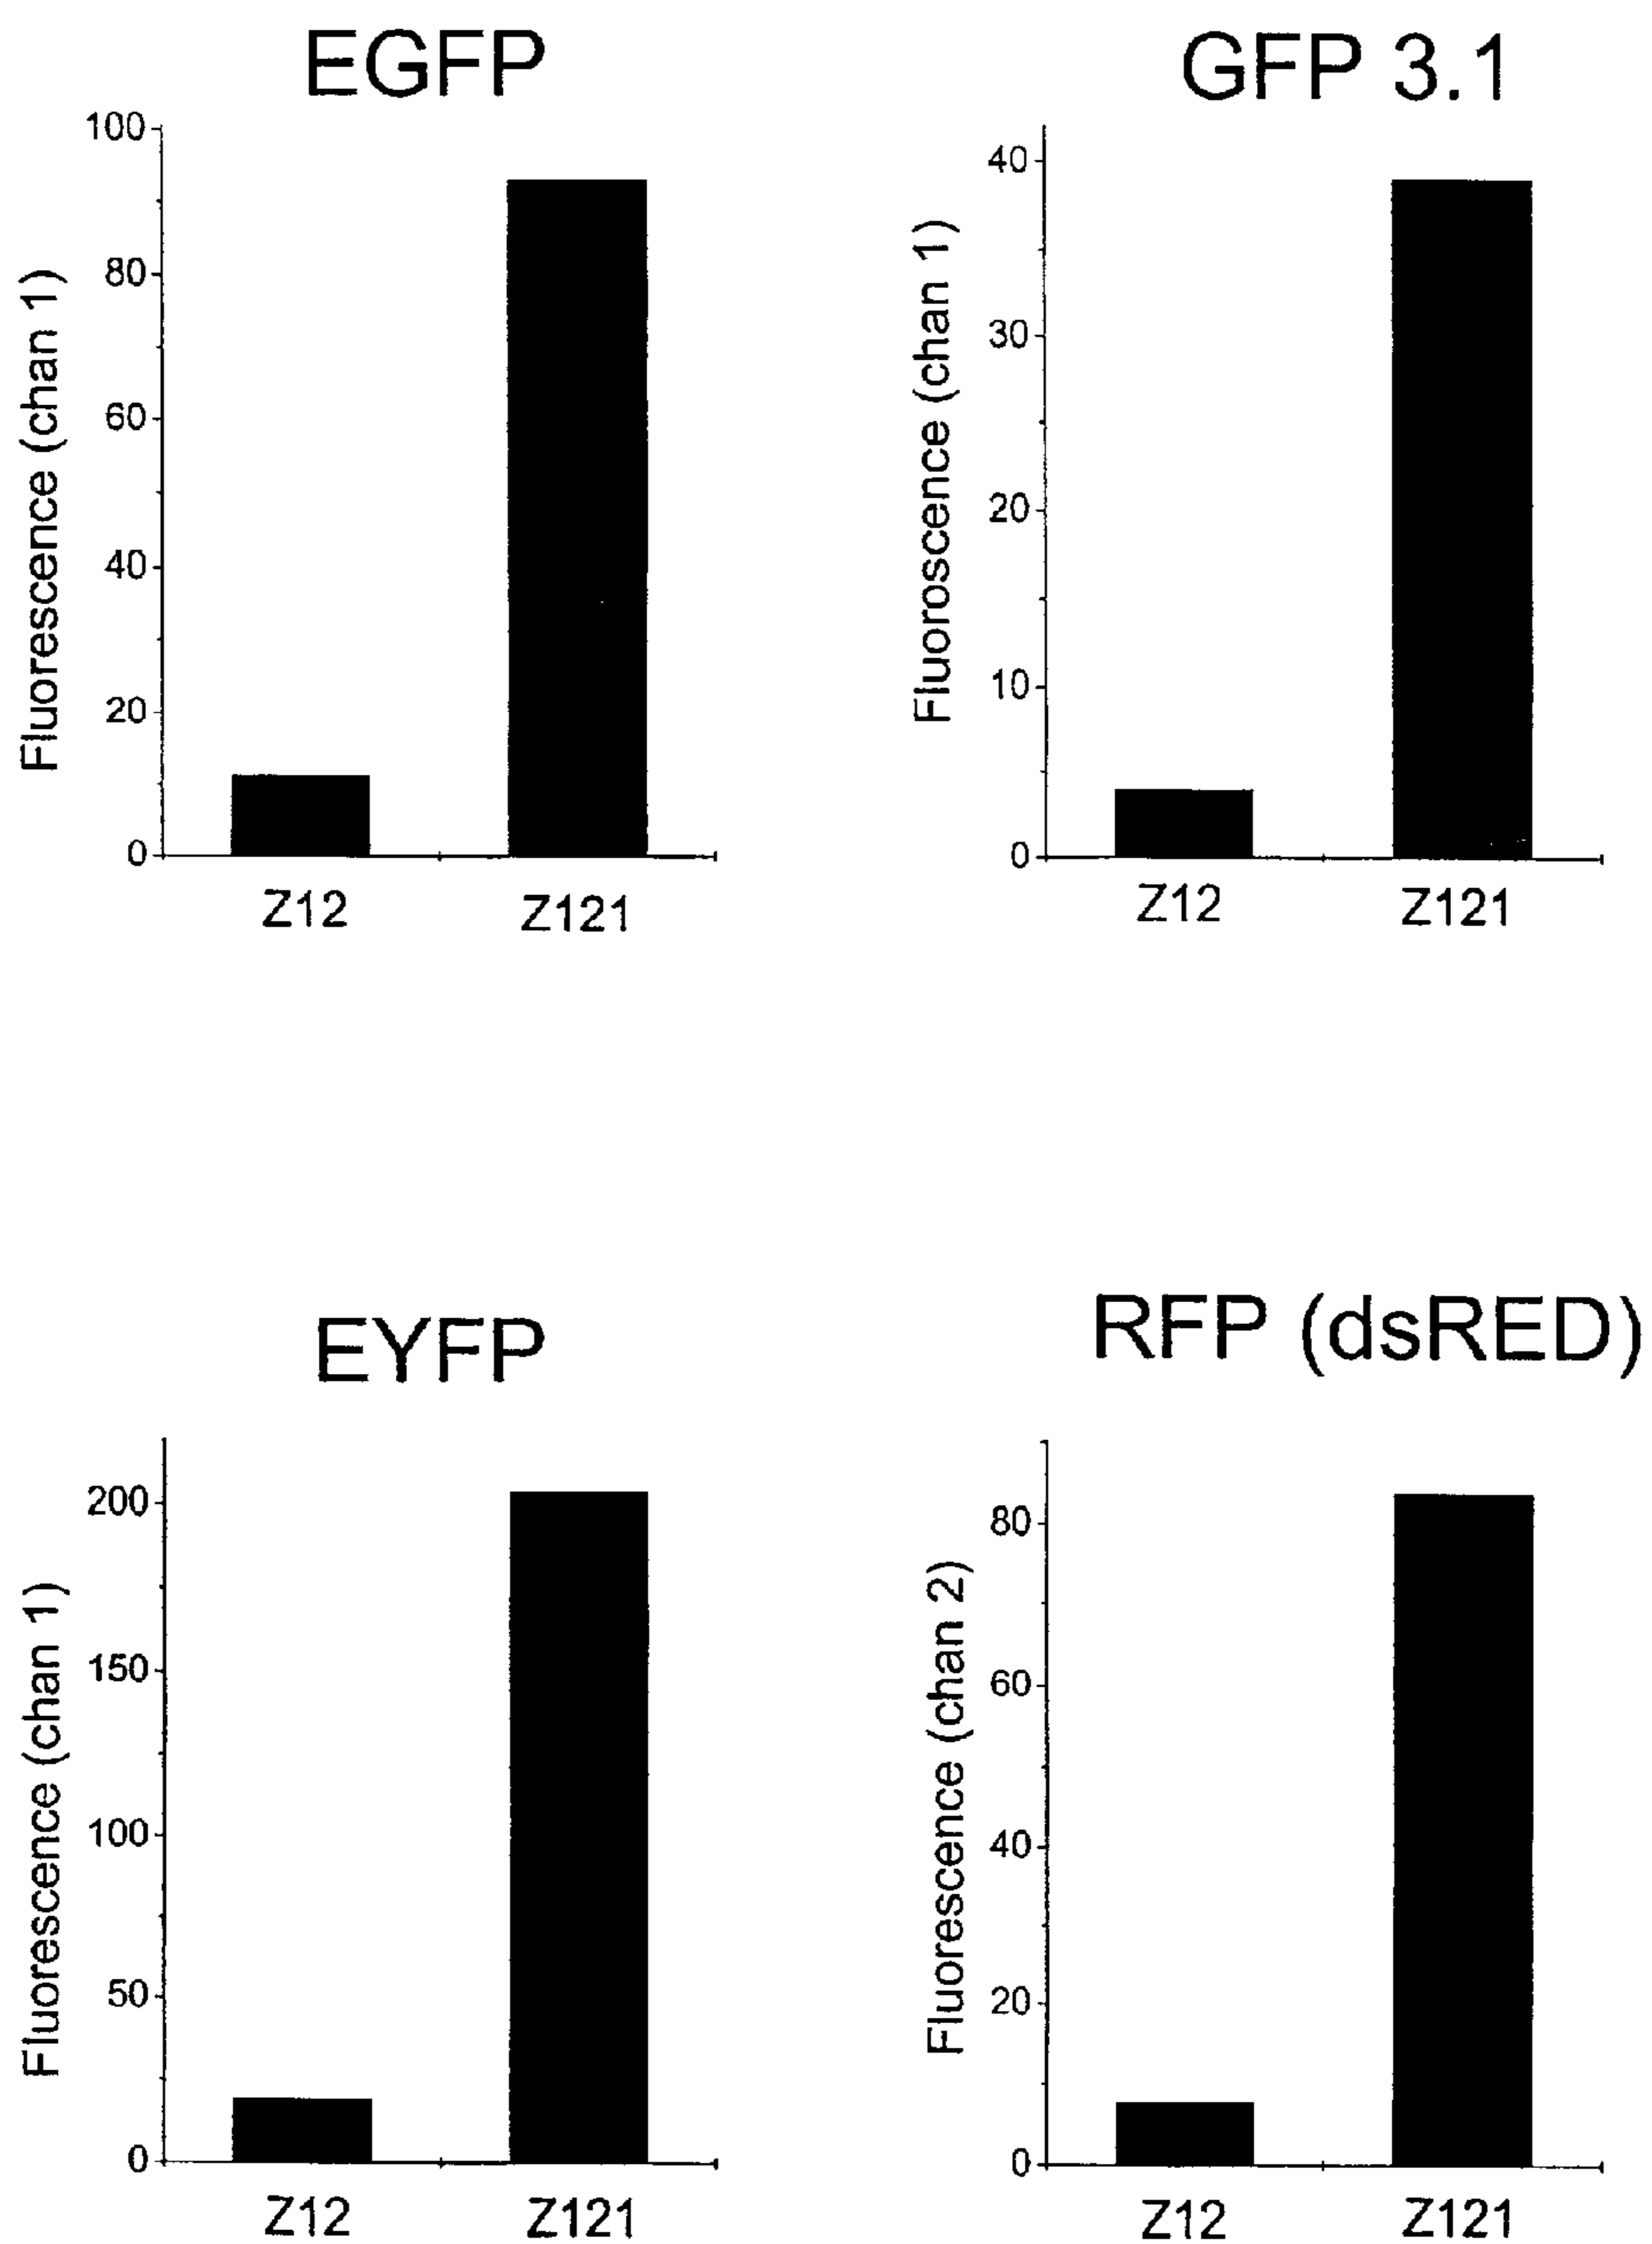 EGFP
Fluorescence (chan 1)
100
80
60
40
20
0
Z12 Z121
GFP 3.1
Fluoroscence (chan 1)
40
30
20
10
0
Z12 Z121
EYFP
Fluorescence (chan 1)
200
150
100
50
0
Z12 Z121
RFP (dsRED)
Fluorescence (chan 2)
80
60
40
20
0
Z12 Z121